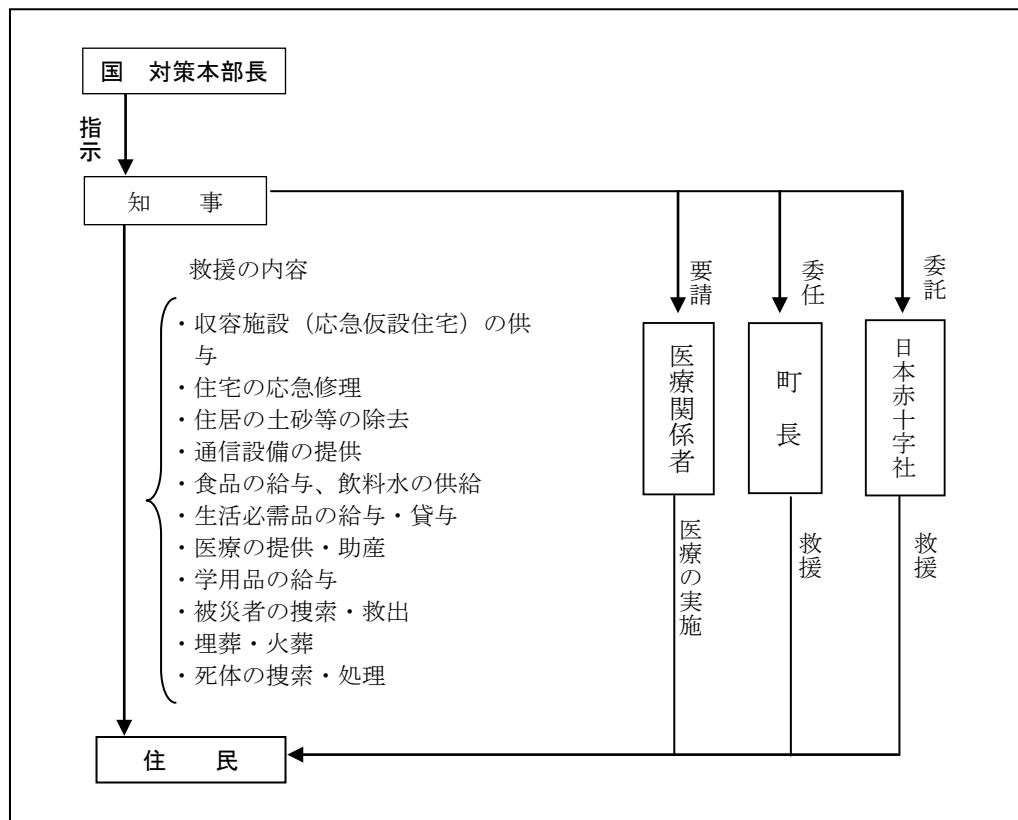 国　対策本部長
指示
知　　事
救援の内容
・収容施設（応急仮設住宅）の供
与
・住宅の応急修理
・住居の土砂等の除去
・通信設備の提供
・食品の給与、飲料水の供給
・生活必需品の給与・貸与
・医療の提供・助産
・学用品の給与
・被災者の捜索・救出
・埋葬・火葬
・死体の捜索・処理
要請
委任
委託
医療関係者
町長
日本赤十字社
医療の実施
救援
救援
住　　民